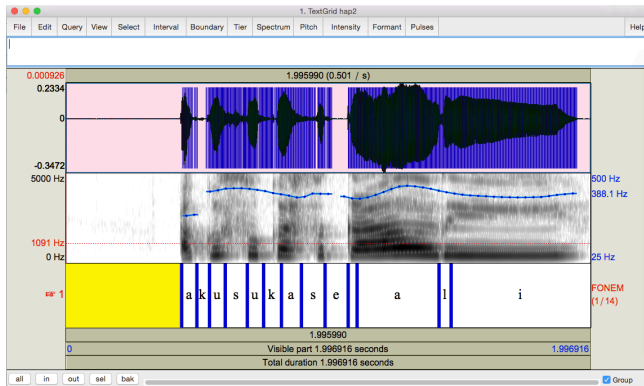 1. TextGrid hap2
File Edit Query View Select Interval Boundary Tier Spectrum Pitch Intensity Formant Pulses Help
0.000926 1.995990 (0.501 / s)
0.2334
0
-0.3472
5000 Hz 500 Hz
388.1 Hz
1091 Hz
0 Hz 25 Hz
1 a k u s u k a s e a l i FONEM
(1 / 14)
1.995990
0 Visible part 1.996916 seconds 1.996916
Total duration 1.996916 seconds
all in out sel bak Group